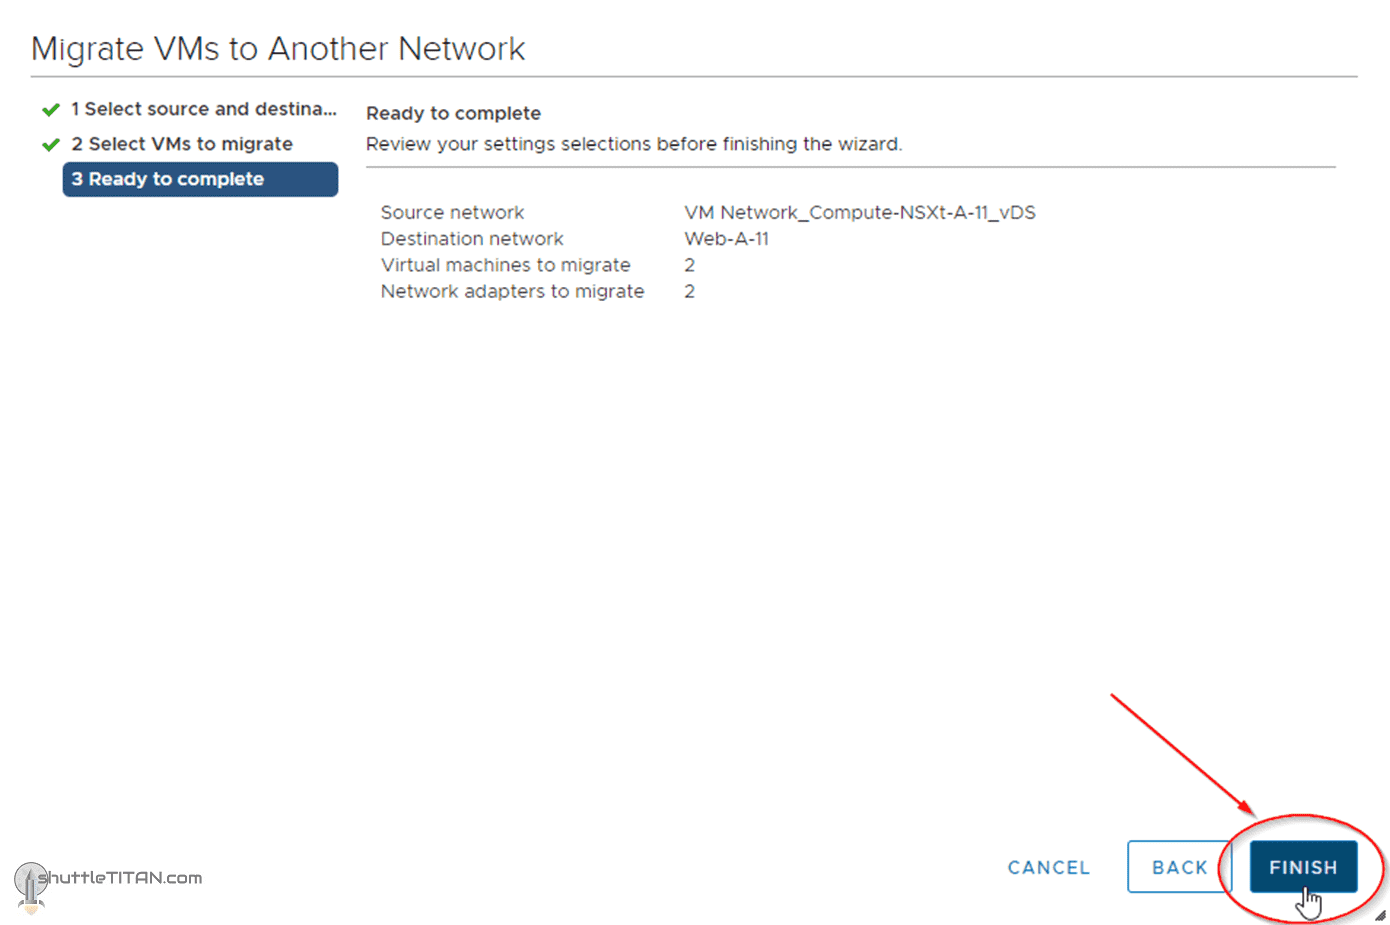 Migrate VMs to Another Network
1 Select source and destina...
2 Select VMs to migrate
3 Ready to complete
Ready to complete
Review your settings selections before finishing the wizard.
Source network VM Network_Compute-NSXt-A-11_vDS
Destination network Web-A-11
Virtual machines to migrate 2
Network adapters to migrate 2
CANCEL BACK FINISH
shuttleTITAN.com